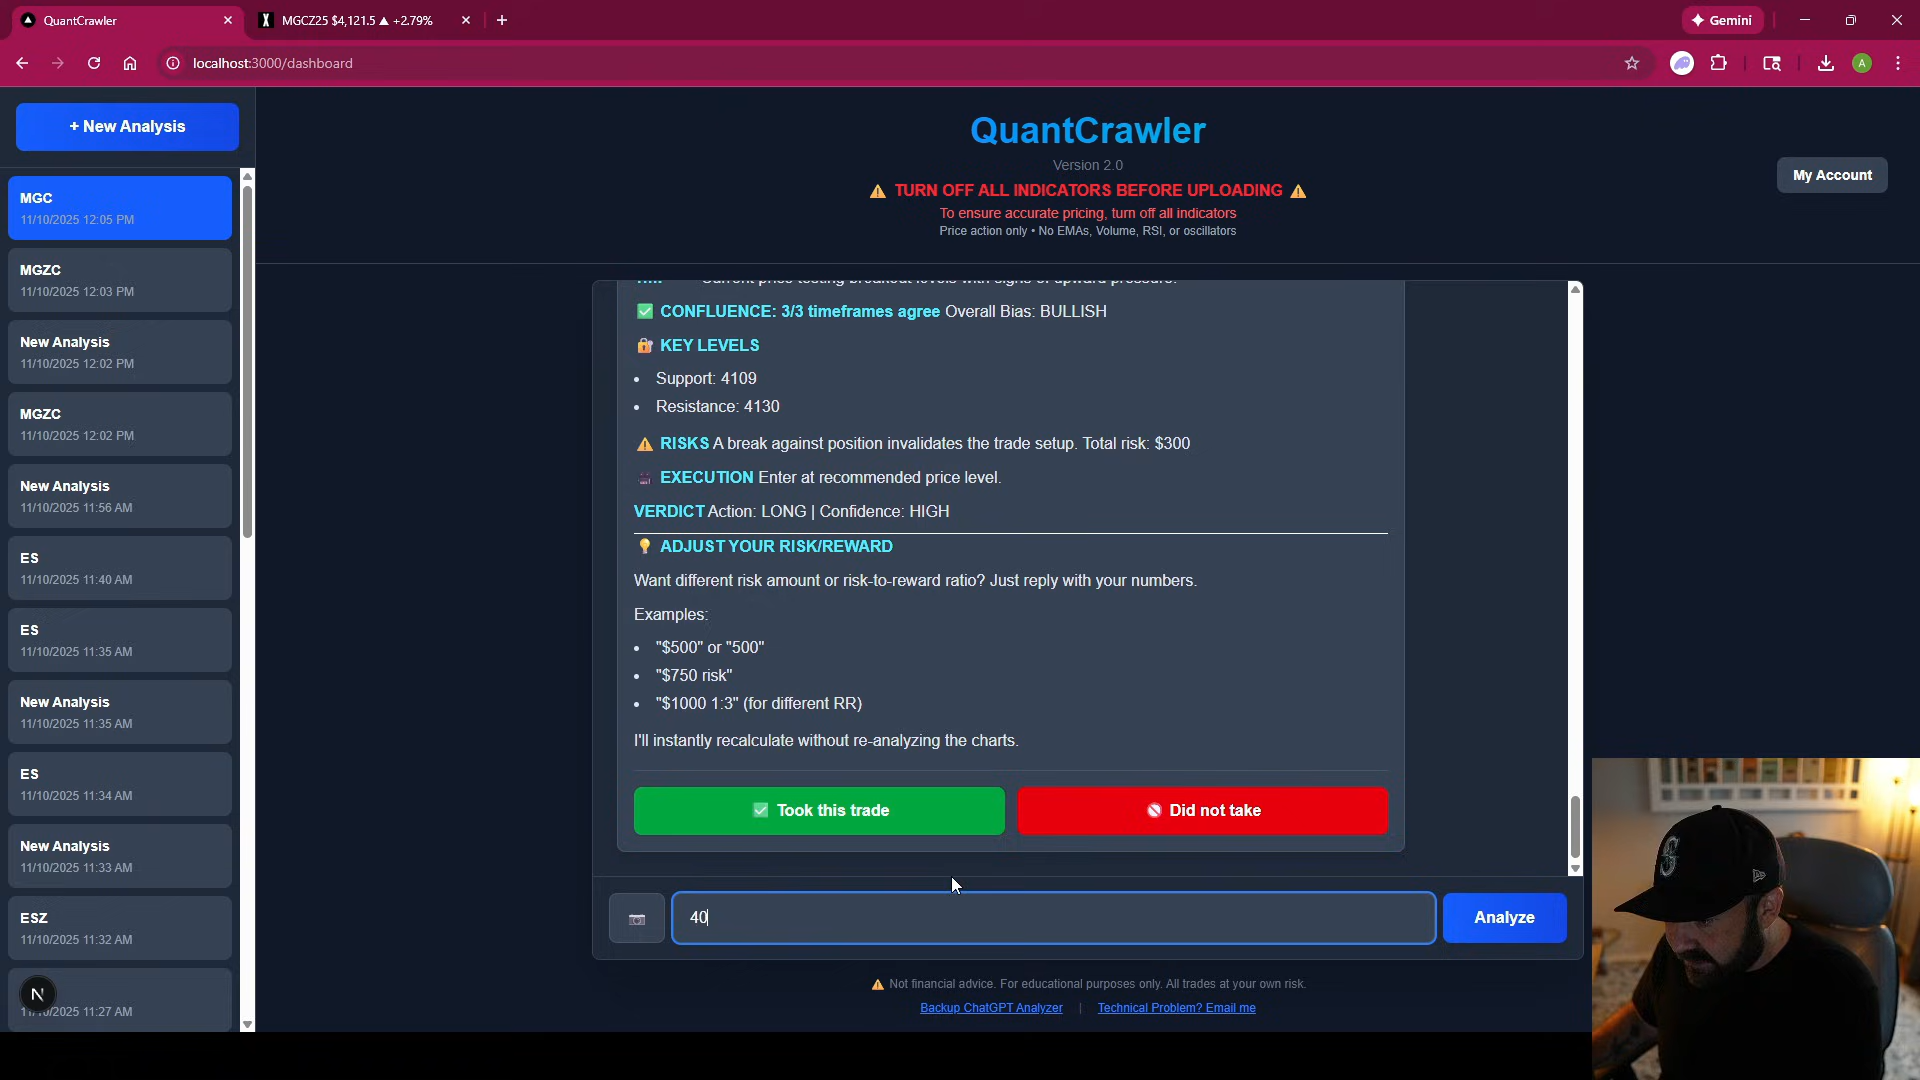 QuantCrawler
MGCZ25 $4,121.5 ▲ +2.79%
Gemini
localhost:3000/dashboard
A
+ New Analysis
MGC
11/10/2025 12:05 PM
MGZC
11/10/2025 12:03 PM
New Analysis
11/10/2025 12:02 PM
MGZC
11/10/2025 12:02 PM
New Analysis
11/10/2025 11:56 AM
ES
11/10/2025 11:40 AM
ES
11/10/2025 11:35 AM
New Analysis
11/10/2025 11:35 AM
ES
11/10/2025 11:34 AM
New Analysis
11/10/2025 11:33 AM
ESZ
11/10/2025 11:32 AM
N
11/10/2025 11:27 AM
QuantCrawler
Version 2.0
⚠ TURN OFF ALL INDICATORS BEFORE UPLOADING ⚠
To ensure accurate pricing, turn off all indicators
Price action only • No EMAs, Volume, RSI, or oscillators
My Account
Current price testing breakout levels with signs of upward pressure.
✅ CONFLUENCE: 3/3 timeframes agree Overall Bias: BULLISH
🔐 KEY LEVELS
• Support: 4109
• Resistance: 4130
⚠ RISKS A break against position invalidates the trade setup. Total risk: $300
EXECUTION Enter at recommended price level.
VERDICT Action: LONG | Confidence: HIGH
💡 ADJUST YOUR RISK/REWARD
Want different risk amount or risk-to-reward ratio? Just reply with your numbers.
Examples:
• "$500" or "500"
• "$750 risk"
• "$1000 1:3" (for different RR)
I'll instantly recalculate without re-analyzing the charts.
✅ Took this trade
🚫 Did not take
40
Analyze
⚠ Not financial advice. For educational purposes only. All trades at your own risk.
Backup ChatGPT Analyzer | Technical Problem? Email me